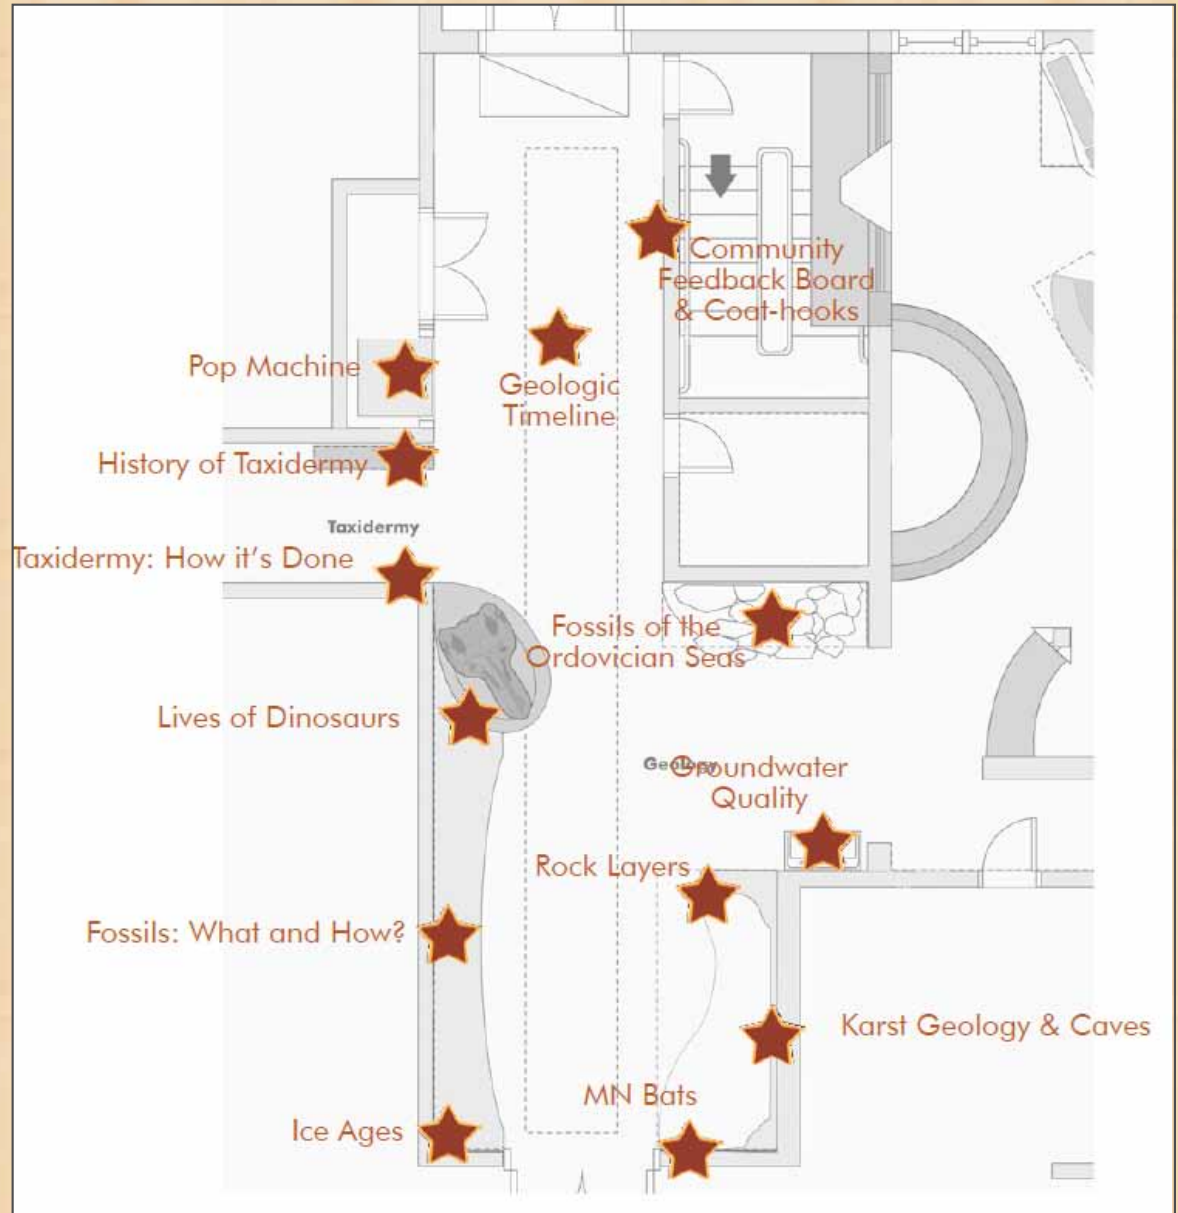 Community
Feedback Board
& Coat-hooks
Pop Machine
Geologic
Timeline
History of Taxidermy
Taxidermy
Taxidermy: How it's Done
Fossils of the
Ordovician Seas
Lives of Dinosaurs
Geology
Groundwater
Quality
Rock Layers
Fossils: What and How?
Karst Geology & Caves
MN Bats
Ice Ages